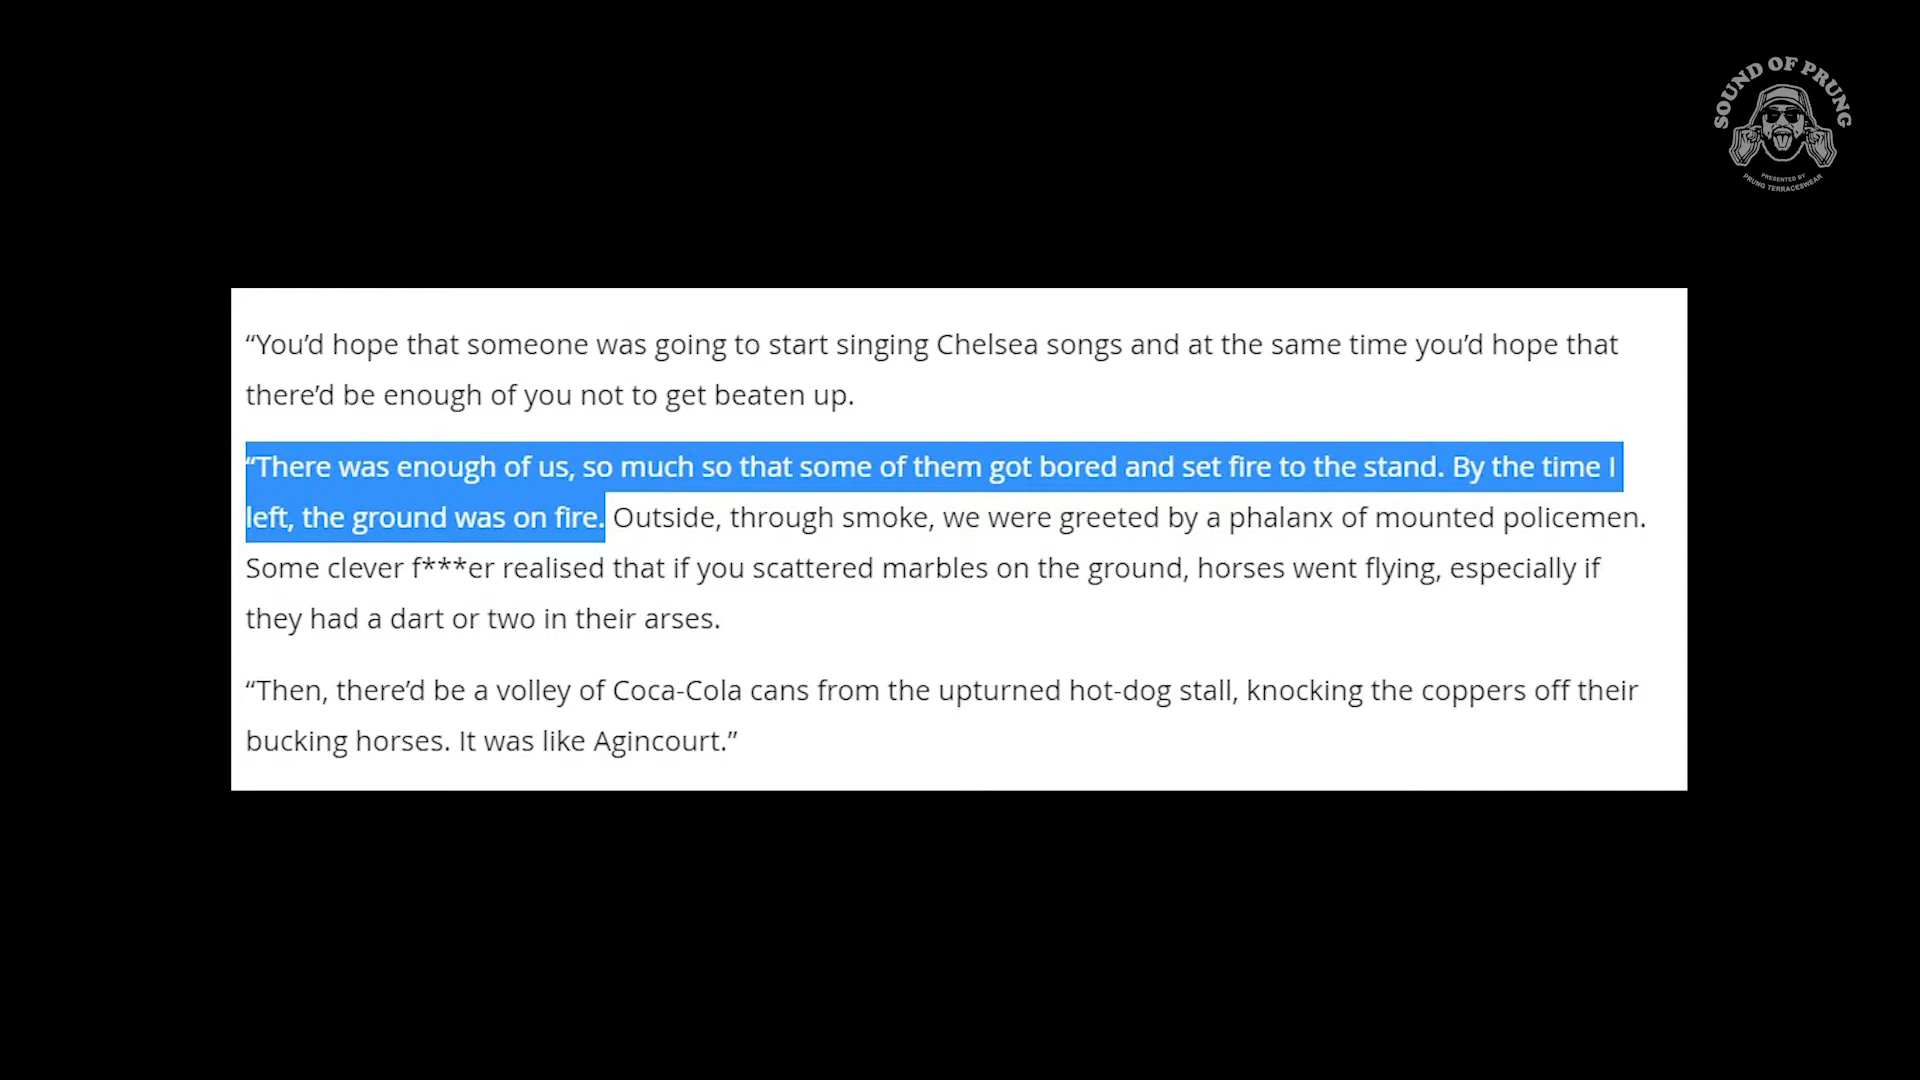 SOUND OF PRUNG
PRESENTED BY
PRUNG TERRACESWEAR
“You’d hope that someone was going to start singing Chelsea songs and at the same time you’d hope that
there’d be enough of you not to get beaten up.
“There was enough of us, so much so that some of them got bored and set fire to the stand. By the time I
left, the ground was on fire. Outside, through smoke, we were greeted by a phalanx of mounted policemen.
Some clever f***er realised that if you scattered marbles on the ground, horses went flying, especially if
they had a dart or two in their arses.
“Then, there’d be a volley of Coca-Cola cans from the upturned hot-dog stall, knocking the coppers off their
bucking horses. It was like Agincourt.”